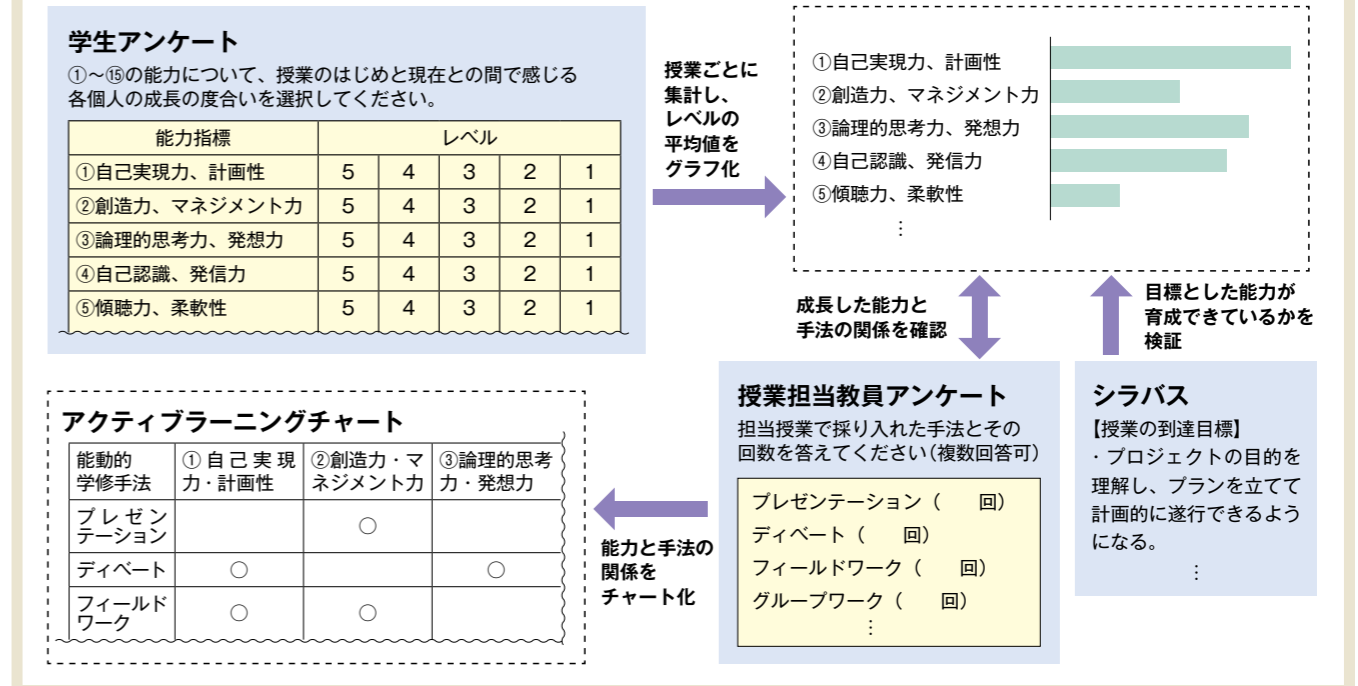 学生アンケート
①～⑮の能力について、授業のはじめと現在との間で感じる
各個人の成長の度合いを選択してください。
能力指標 レベル
①自己実現力、計画性 5 4 3 2 1
②創造力、マネジメント力 5 4 3 2 1
③論理的思考力、発想力 5 4 3 2 1
④自己認識、発信力 5 4 3 2 1
⑤傾聴力、柔軟性 5 4 3 2 1
授業ごとに
集計し、
レベルの
平均値を
グラフ化
①自己実現力、計画性
②創造力、マネジメント力
③論理的思考力、発想力
④自己認識、発信力
⑤傾聴力、柔軟性
⋮
成長した能力と
手法の関係を確認
目標とした能力が
育成できているかを
検証
授業担当教員アンケート
担当授業で採り入れた手法とその
回数を答えてください（複数回答可）
プレゼンテーション（　　回）
ディベート（　　回）
フィールドワーク（　　回）
グループワーク（　　回）
⋮
シラバス
【授業の到達目標】
・プロジェクトの目的を
理解し、プランを立てて
計画的に遂行できるよう
になる。
⋮
能力と手法の
関係を
チャート化
アクティブラーニングチャート
能動的
学修手法
①自己実現
力・計画性
②創造力・マ
ネジメント力
③論理的思考
力・発想力
プレゼン
テーション
○
ディベート ○ ○
フィールド
ワーク
○ ○